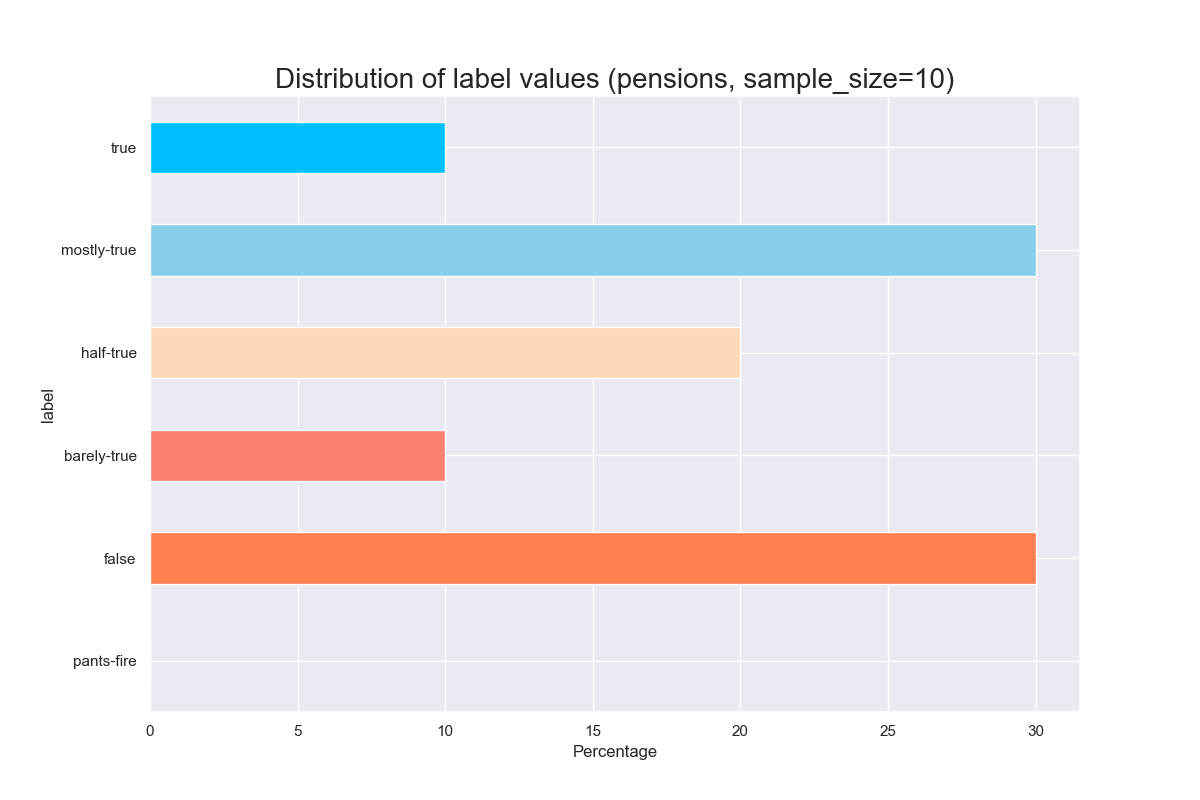 Distribution of label values (pensions, sample_size=10)
true
mostly-true
half-true
label
barely-true
false
pants-fire
0 5 10 15 20 25 30
Percentage